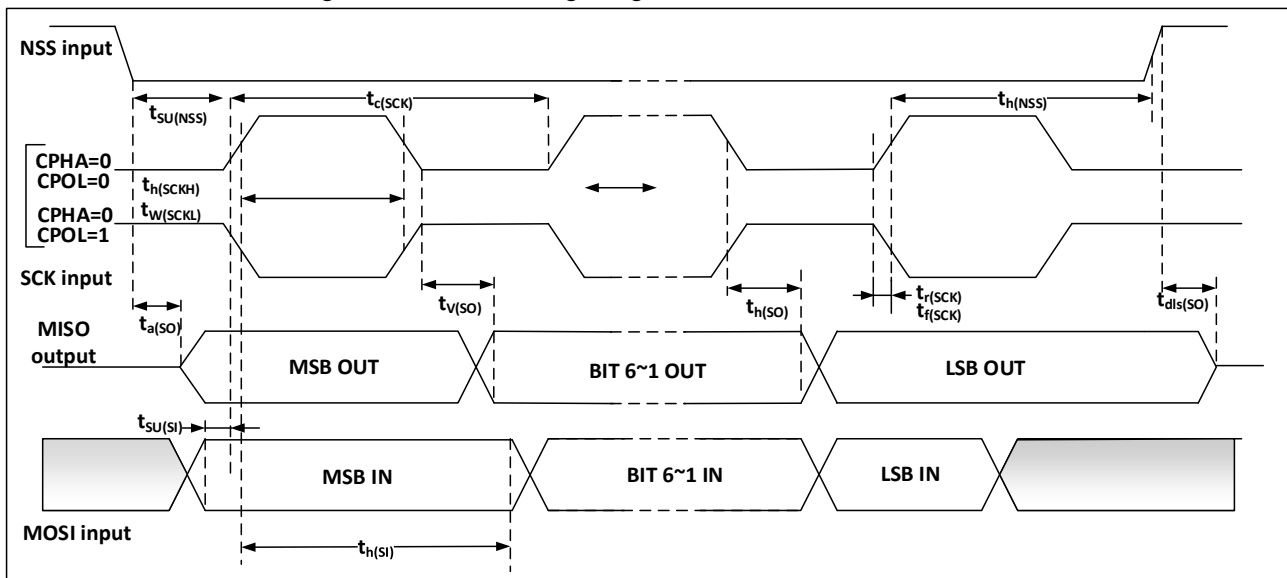 NSS input
tSU(NSS)
tc(SCK)
th(NSS)
CPHA=0
CPOL=0
th(SCKH)
CPHA=0
tW(SCKL)
CPOL=1
SCK input
ta(SO)
tV(SO)
th(SO)
tr(SCK)
tf(SCK)
tdIs(SO)
MISO
output
MSB OUT
BIT 6~1 OUT
LSB OUT
tSU(SI)
MSB IN
BIT 6~1 IN
LSB IN
MOSI input
th(SI)